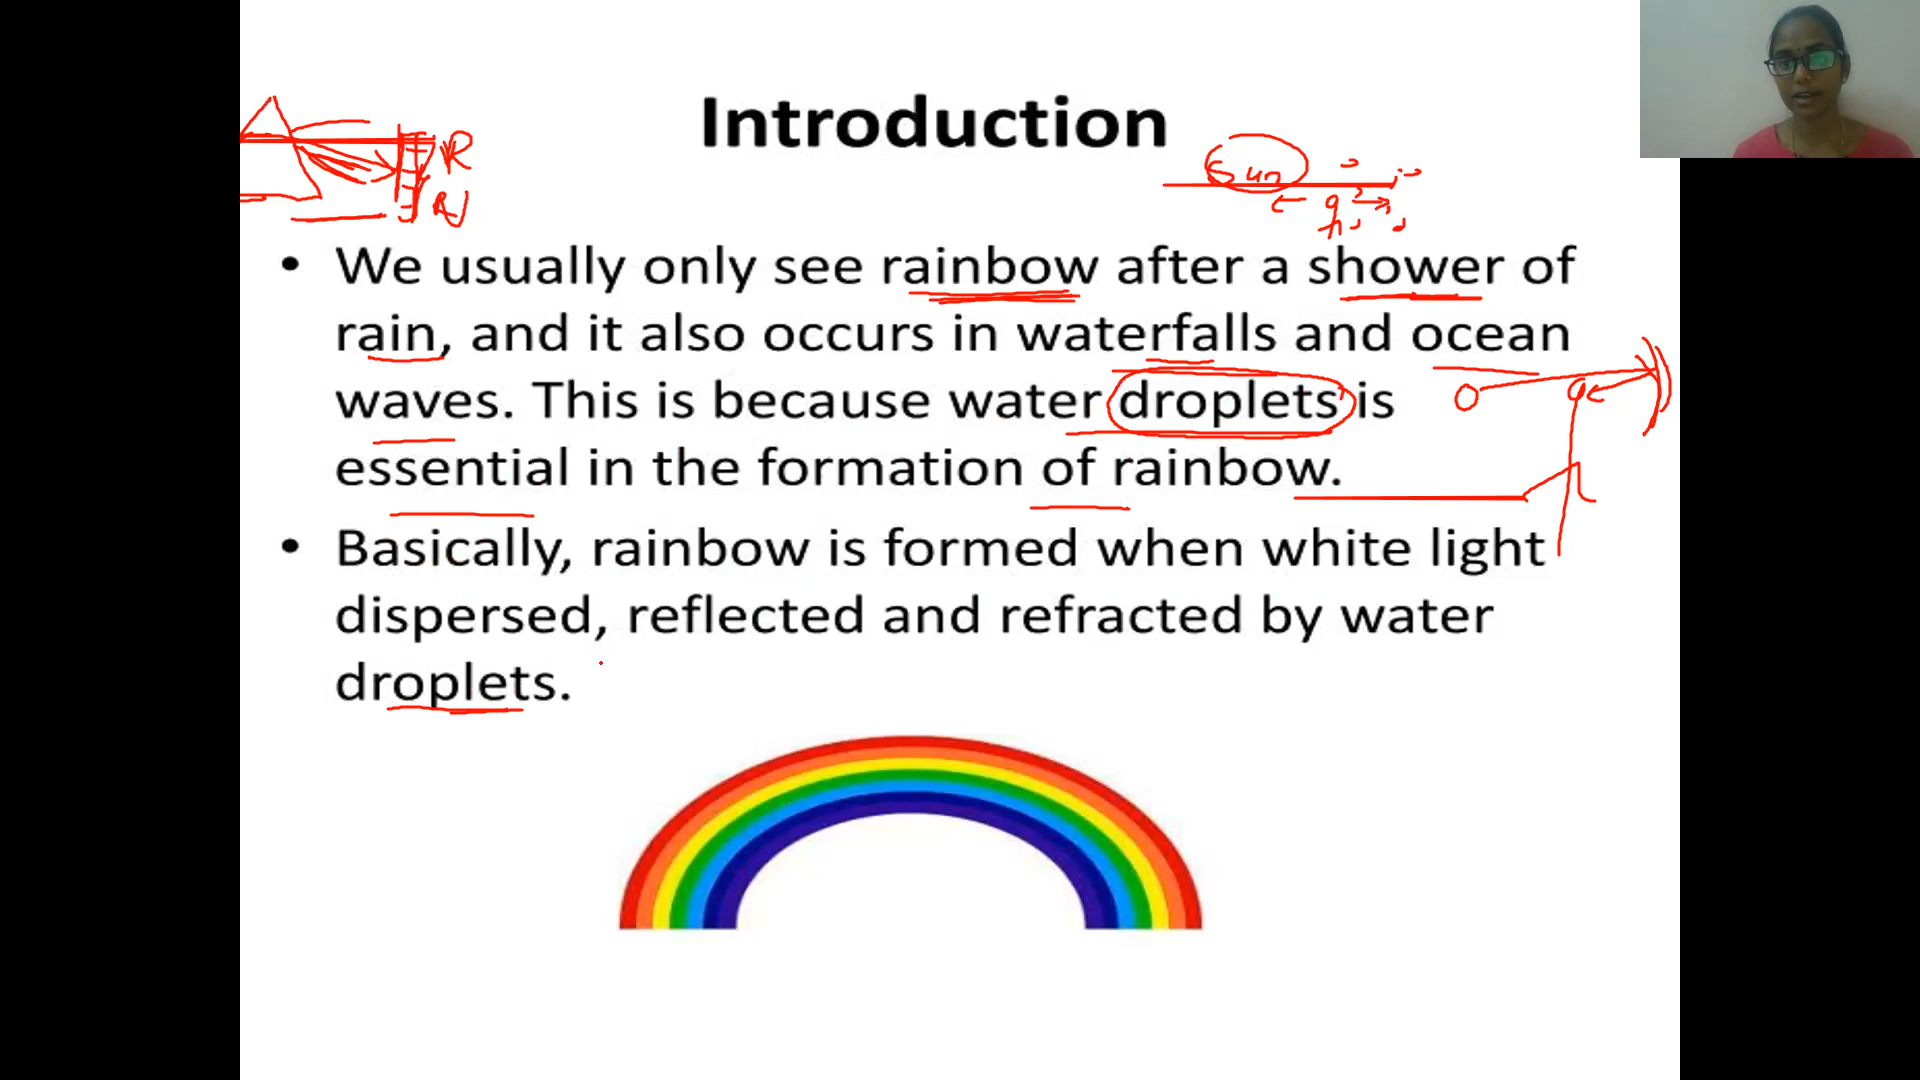 Introduction
R
Sun
V
• We usually only see rainbow after a shower of
rain, and it also occurs in waterfalls and ocean
waves. This is because water droplets is
essential in the formation of rainbow.
• Basically, rainbow is formed when white light
dispersed, reflected and refracted by water
droplets.